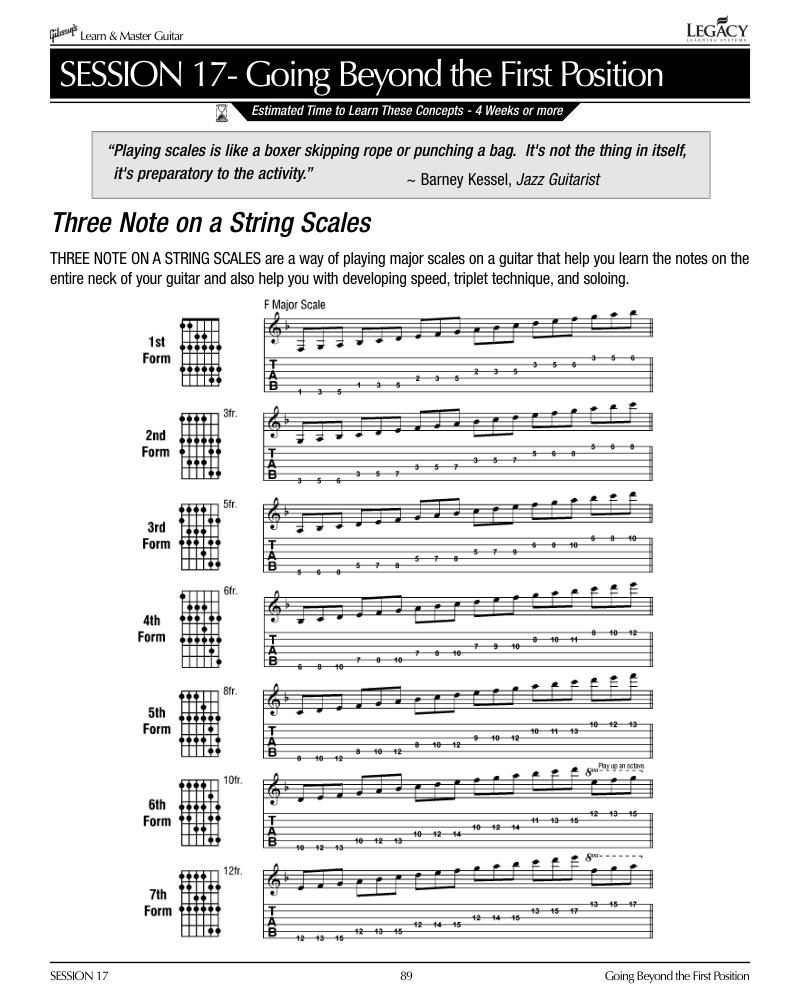 Gibson's Learn & Master Guitar
LEGACY
LEARNING SYSTEMS
SESSION 17- Going Beyond the First Position
Estimated Time to Learn These Concepts - 4 Weeks or more
“Playing scales is like a boxer skipping rope or punching a bag. It's not the thing in itself,
it's preparatory to the activity.”
~ Barney Kessel, Jazz Guitarist
Three Note on a String Scales
THREE NOTE ON A STRING SCALES are a way of playing major scales on a guitar that help you learn the notes on the
entire neck of your guitar and also help you with developing speed, triplet technique, and soloing.
F Major Scale
1st
Form
T
A
B
1 3 5 1 3 5 2 3 5 2 3 5 3 5 6 3 5 6
3fr.
2nd
Form
T
A
B
3 5 6 3 5 7 3 5 7 3 5 7 5 6 8 5 6 8
5fr.
3rd
Form
T
A
B
5 6 8 5 7 8 5 7 8 5 7 9 6 8 10 6 8 10
6fr.
4th
Form
T
A
B
6 8 10 7 8 10 7 8 10 7 9 10 8 10 11 8 10 12
8fr.
5th
Form
T
A
B
8 10 12 8 10 12 8 10 12 9 10 12 10 11 13 10 12 13
10fr.
6th
Form
8va
Play up an octave.
T
A
B
10 12 13 10 12 13 10 12 14 10 12 14 11 13 15 12 13 15
12fr.
7th
Form
8va
T
A
B
12 13 15 12 13 15 12 14 15 12 14 15 13 15 17 13 15 17
SESSION 17
89
Going Beyond the First Position